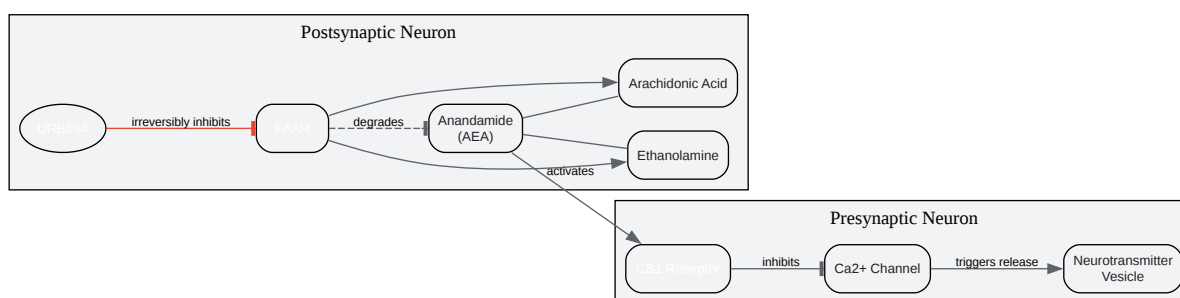 Postsynaptic Neuron
URB694
irreversibly inhibits
FAAH
degrades
Anandamide
(AEA)
Arachidonic Acid
Ethanolamine
activates
Presynaptic Neuron
CB1 Receptor
inhibits
Ca2+ Channel
triggers release
Neurotransmitter
Vesicle